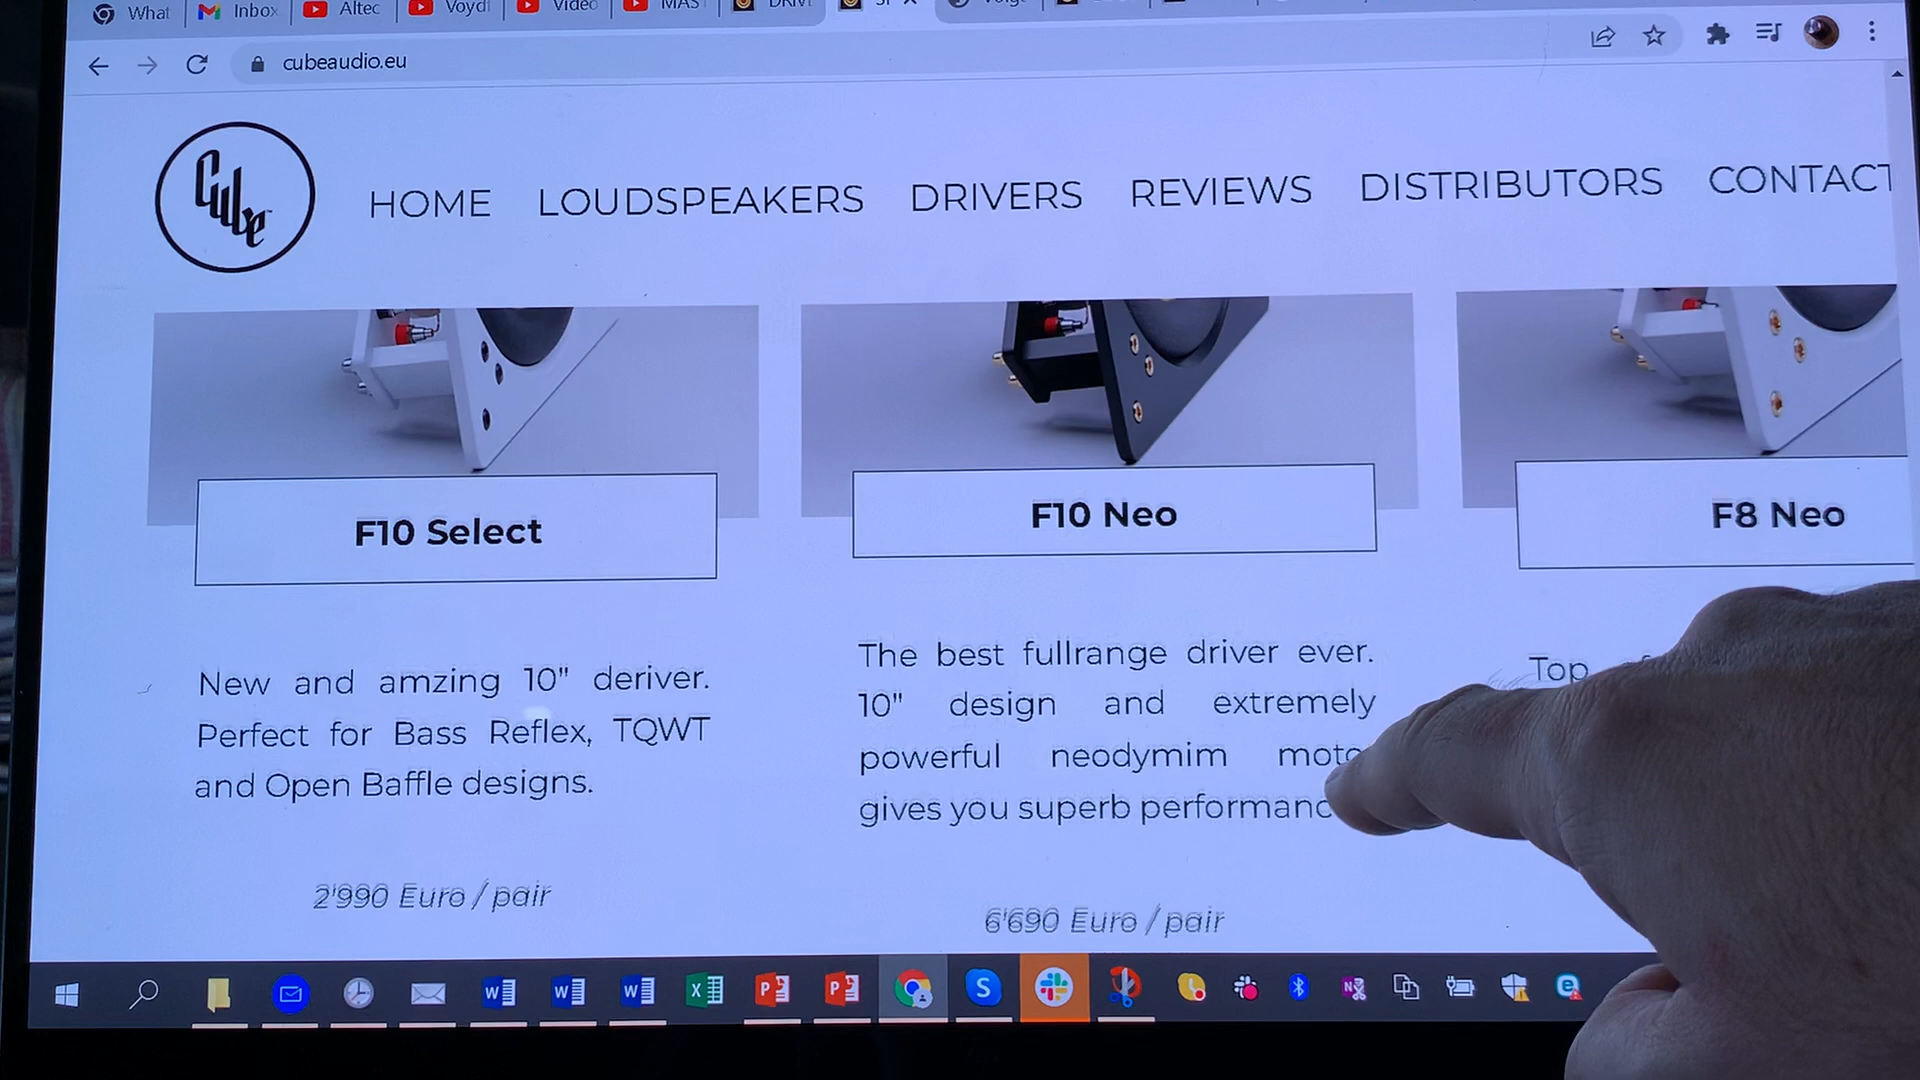 What
Inbox
Altec
Voyd
Video
MAS
cubeaudio.eu
Cube
HOME LOUDSPEAKERS DRIVERS REVIEWS DISTRIBUTORS CONTACT
F10 Select
F10 Neo
F8 Neo
New and amzing 10" deriver.
Perfect for Bass Reflex, TQWT
and Open Baffle designs.
2'990 Euro / pair
The best fullrange driver ever.
10" design and extremely
powerful neodymim moto
gives you superb performanc
6'690 Euro / pair
Top